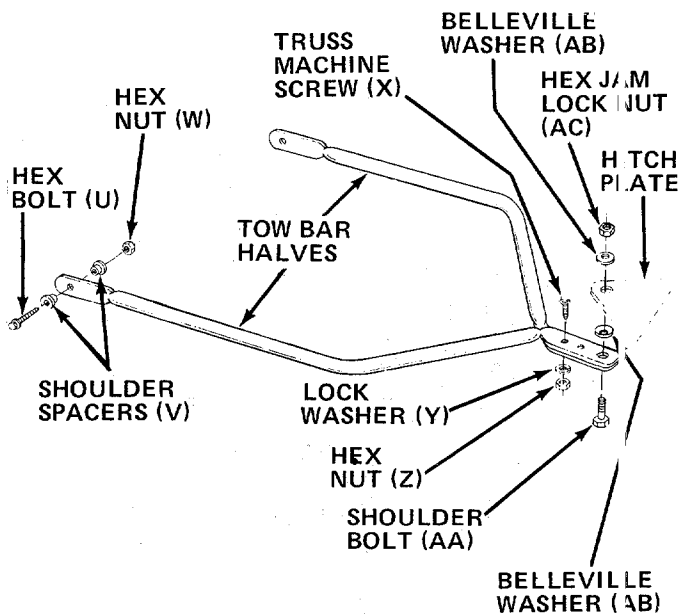 BELLEVILLE
WASHER (AB)
TRUSS
MACHINE
SCREW (X)
HEX JAM
LOCK NUT
(AC)
HEX
NUT (W)
HITCH
PLATE
HEX
BOLT (U)
TOW BAR
HALVES
SHOULDER
SPACERS (V)
LOCK
WASHER (Y)
HEX
NUT (Z)
SHOULDER
BOLT (AA)
BELLEVILLE
WASHER (AB)